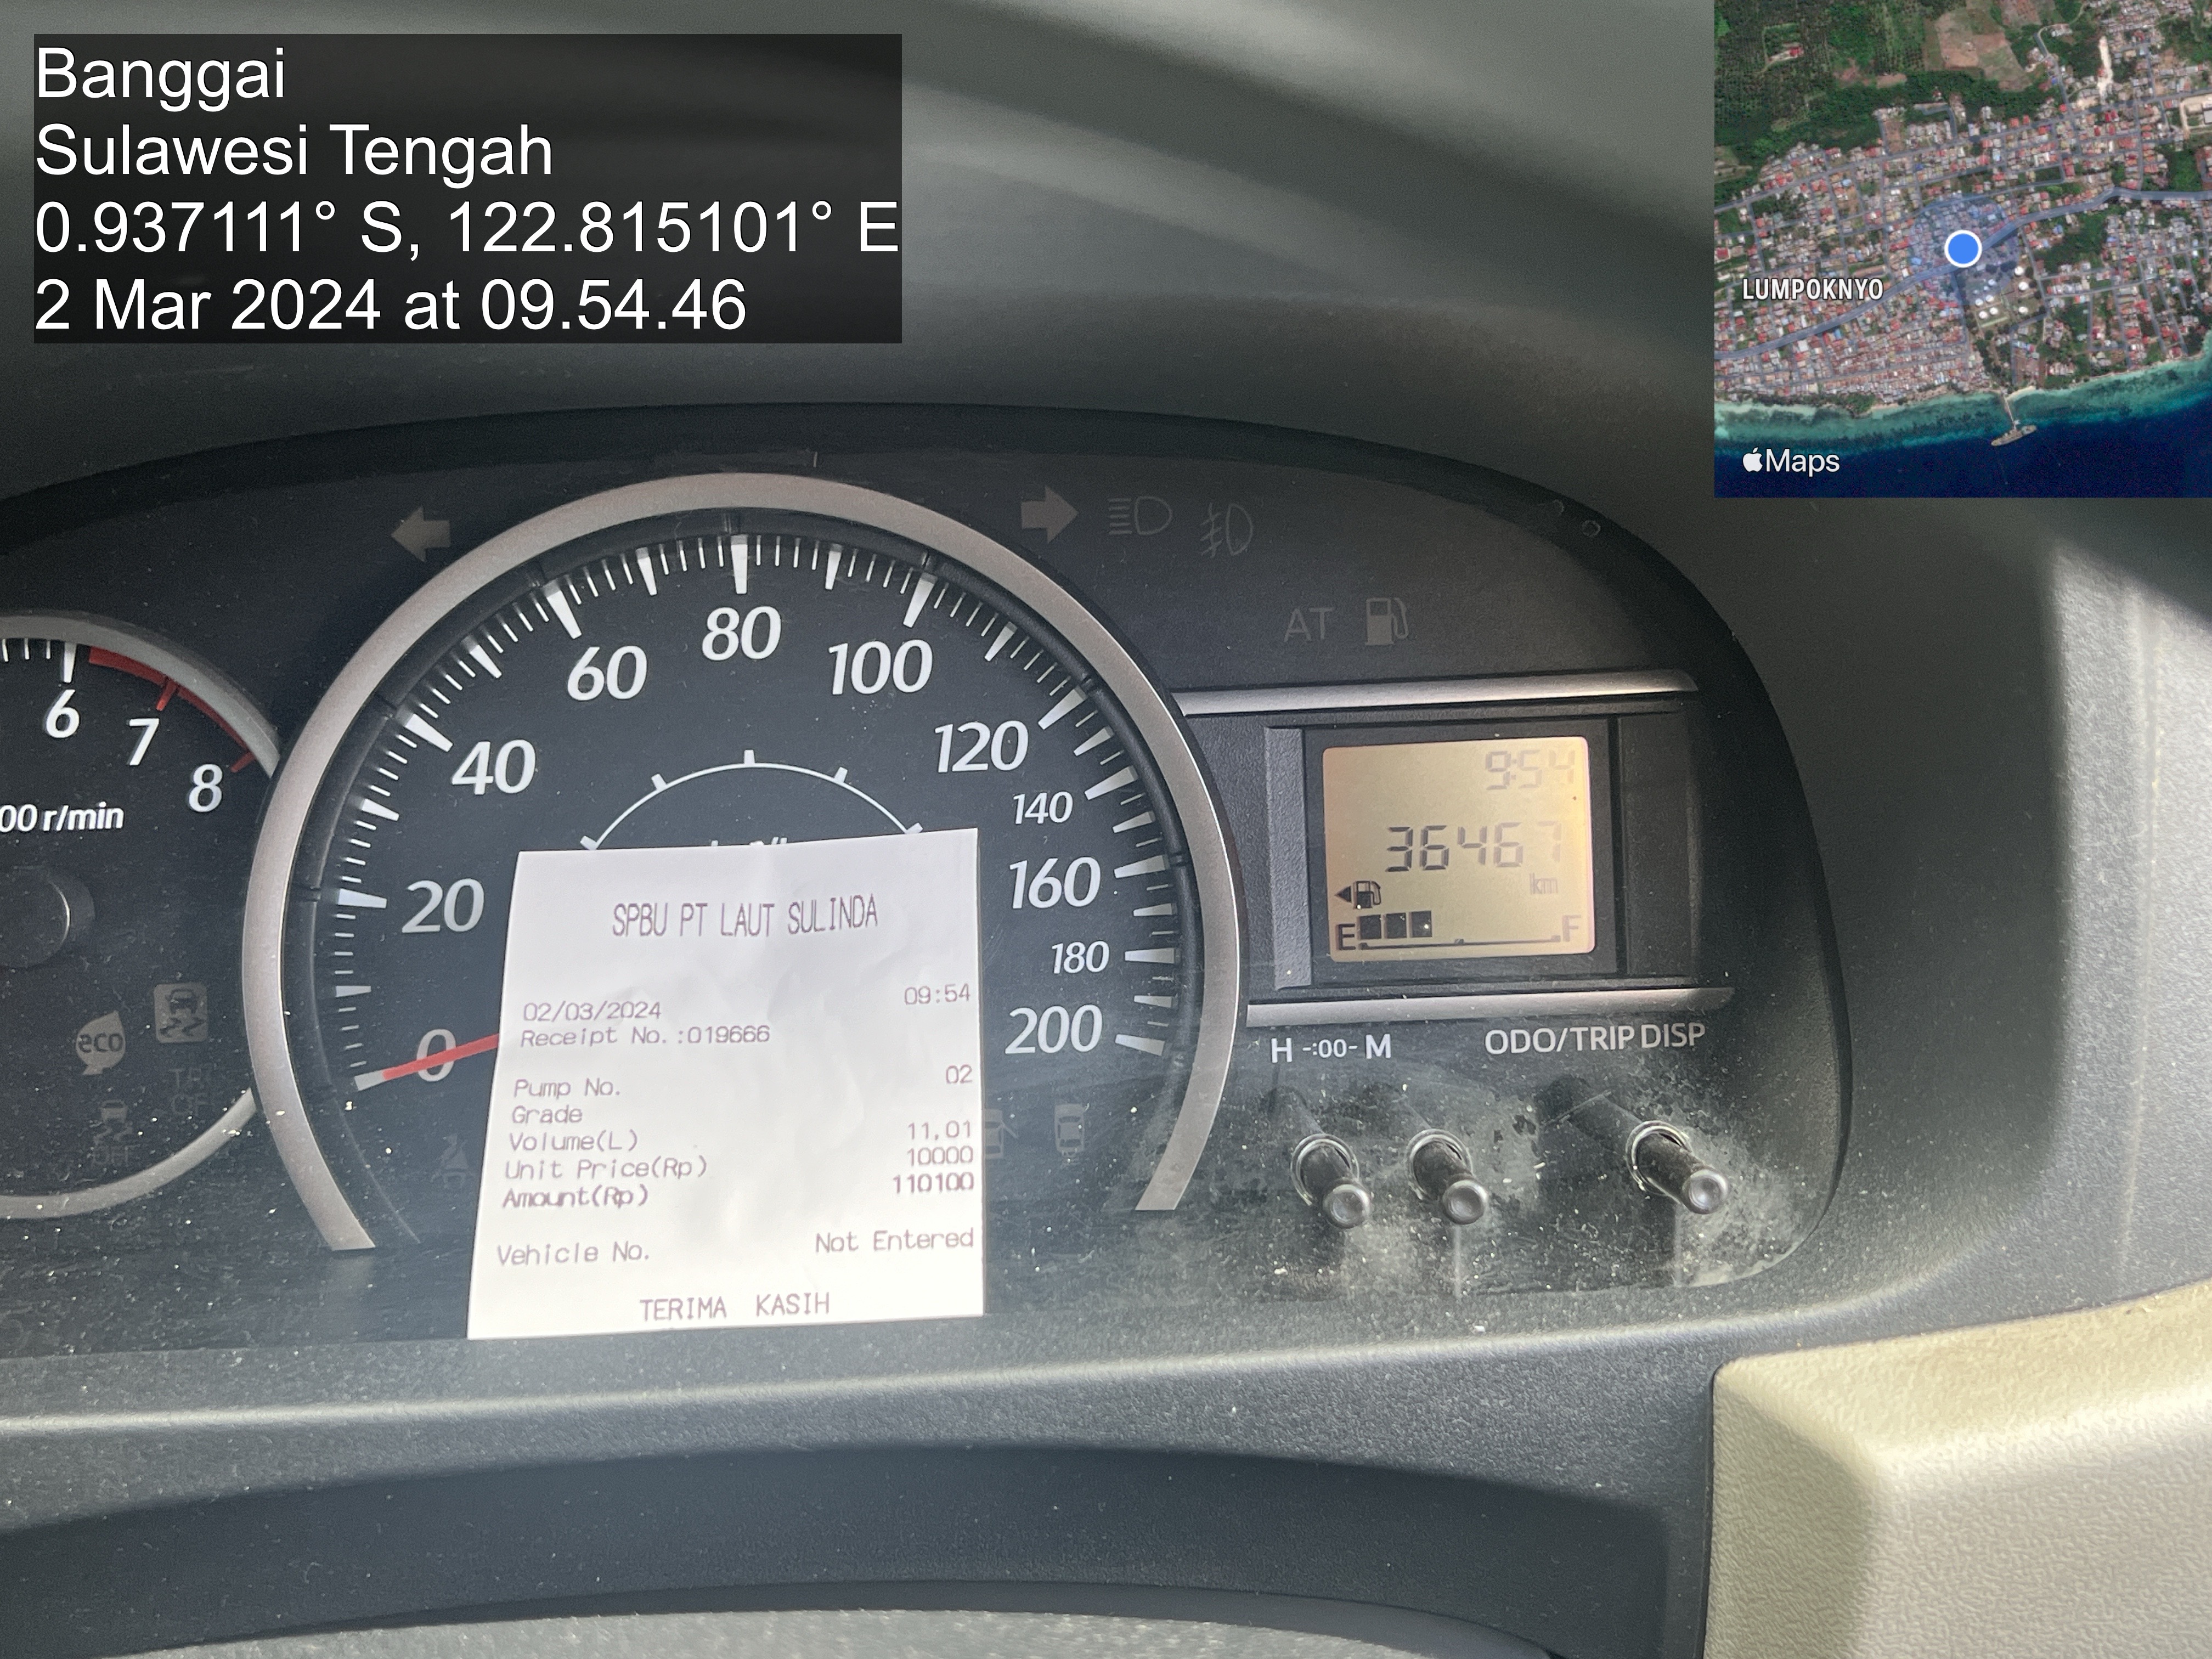 Banggai
Sulawesi Tengah
0.937111° S, 122.815101° E
2 Mar 2024 at 09.54.46
LUMPOKNYO
Maps
6
7
8
00 r/min
eco
OFF
0
20
40
60
80
100
120
140
160
180
200
AT
9:54
36467
km
E F
H -:00- M ODO/TRIP DISP
SPBU PT LAUT SULINDA
02/03/2024 09:54
Receipt No.:019666
Pump No. 02
Grade
Volume(L) 11,01
Unit Price(Rp) 10000
Amount(Rp) 110100
Vehicle No. Not Entered
TERIMA KASIH